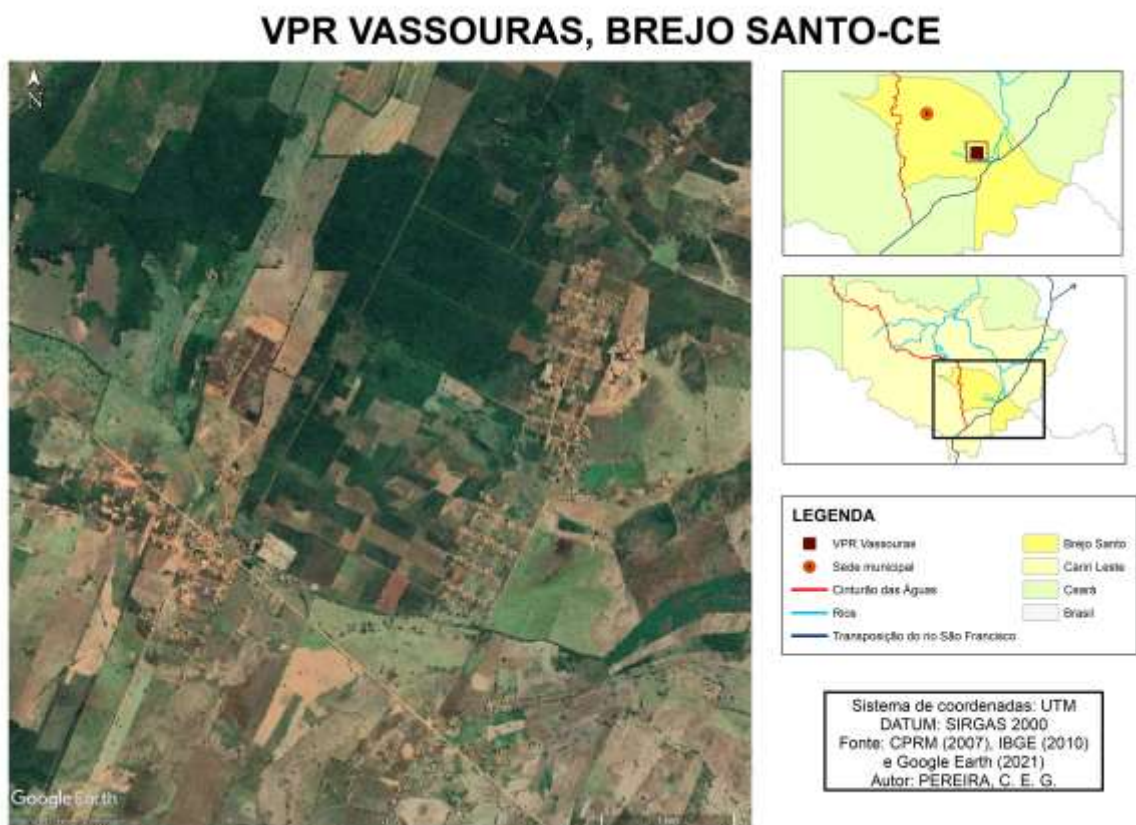 VPR VASSOURAS, BREJO SANTO-CE
N
LEGENDA
VPR Vassouras
Sede municipal
Cinturão das Águas
Rios
Transposição do rio São Francisco
Brejo Santo
Cariri Leste
Ceará
Brasil
Sistema de coordenadas: UTM
DATUM: SIRGAS 2000
Fonte: CPRM (2007), IBGE (2010)
e Google Earth (2021)
Autor: PEREIRA, C. E. G.
Google Earth